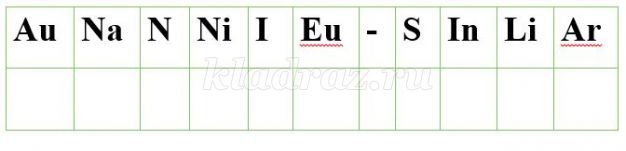 Au Na N Ni I Eu - S In Li Ar
kladraz.ru